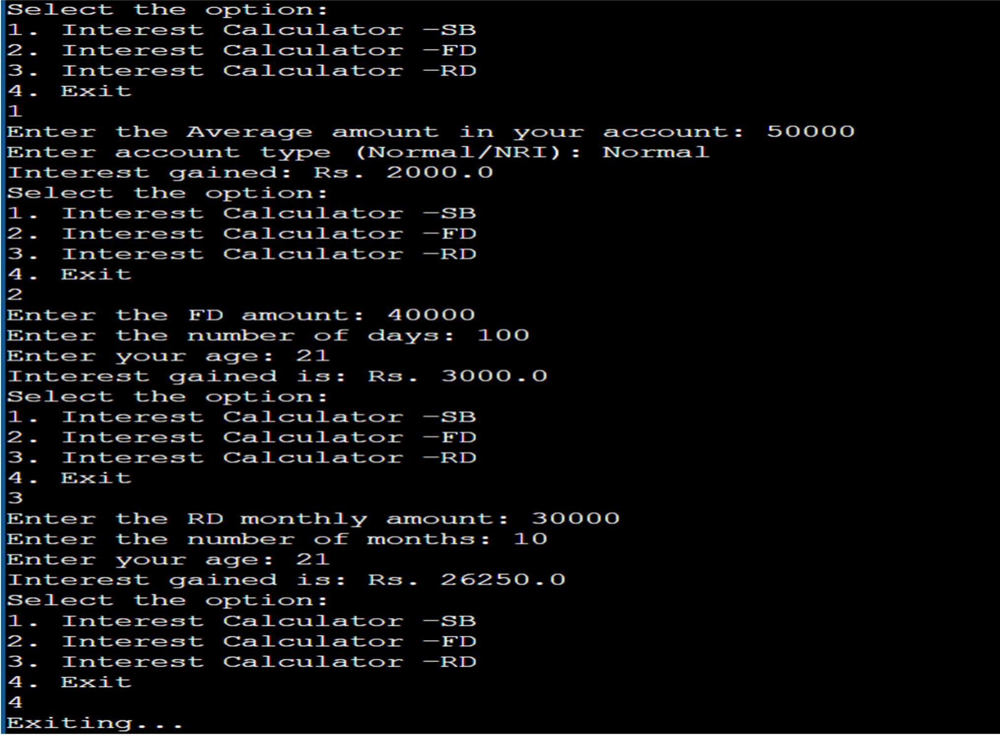 Select the option:
1. Interest Calculator –SB
2. Interest Calculator –FD
3. Interest Calculator –RD
4. Exit
1
Enter the Average amount in your account: 50000
Enter account type (Normal/NRI): Normal
Interest gained: Rs. 2000.0
Select the option:
1. Interest Calculator –SB
2. Interest Calculator –FD
3. Interest Calculator –RD
4. Exit
2
Enter the FD amount: 40000
Enter the number of days: 100
Enter your age: 21
Interest gained is: Rs. 3000.0
Select the option:
1. Interest Calculator –SB
2. Interest Calculator –FD
3. Interest Calculator –RD
4. Exit
3
Enter the RD monthly amount: 30000
Enter the number of months: 10
Enter your age: 21
Interest gained is: Rs. 26250.0
Select the option:
1. Interest Calculator –SB
2. Interest Calculator –FD
3. Interest Calculator –RD
4. Exit
4
Exiting...